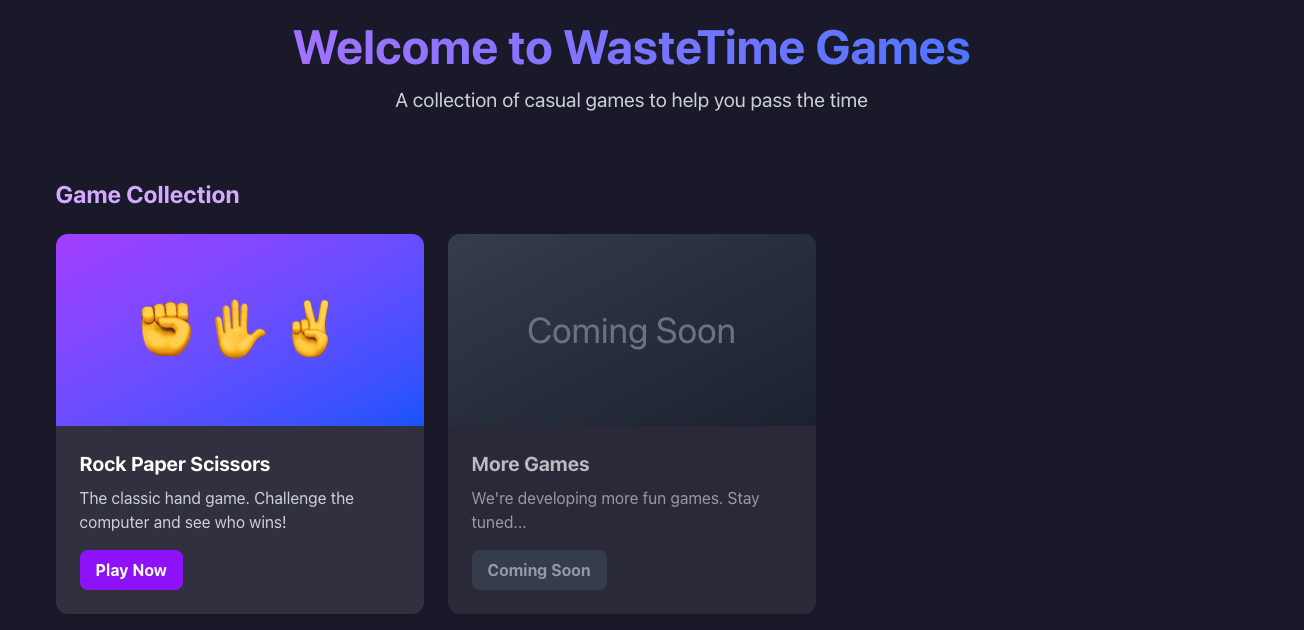 Welcome to WasteTime Games
A collection of casual games to help you pass the time
Game Collection
Rock Paper Scissors
The classic hand game. Challenge the
computer and see who wins!
Play Now
Coming Soon
More Games
We're developing more fun games. Stay
tuned...
Coming Soon